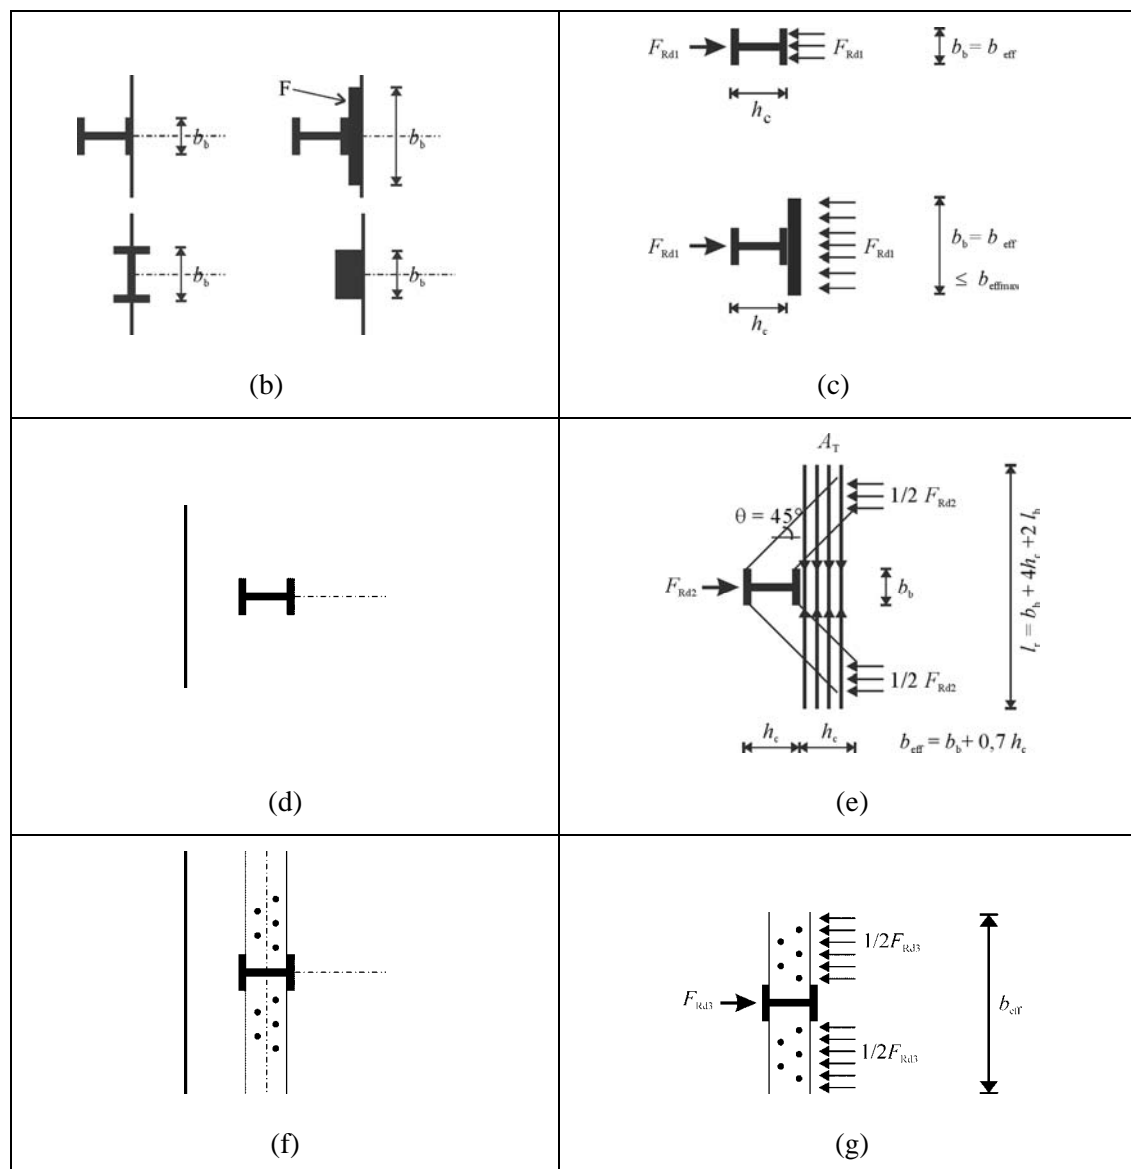 F
b_b
b_b
b_b
b_b
(b)
F_Rd1
F_Rd1
b_b = b_eff
h_c
F_Rd1
F_Rd1
b_b = b_eff
≤ b_effmax
h_c
(c)
(d)
A_T
θ = 45°
1/2 F_Rd2
F_Rd2
b_b
1/2 F_Rd2
l_r = b_b + 4h_c + 2 l_b
h_c
h_c
b_eff = b_b + 0,7 h_c
(e)
(f)
1/2F_Rd3
F_Rd3
b_eff
1/2F_Rd3
(g)